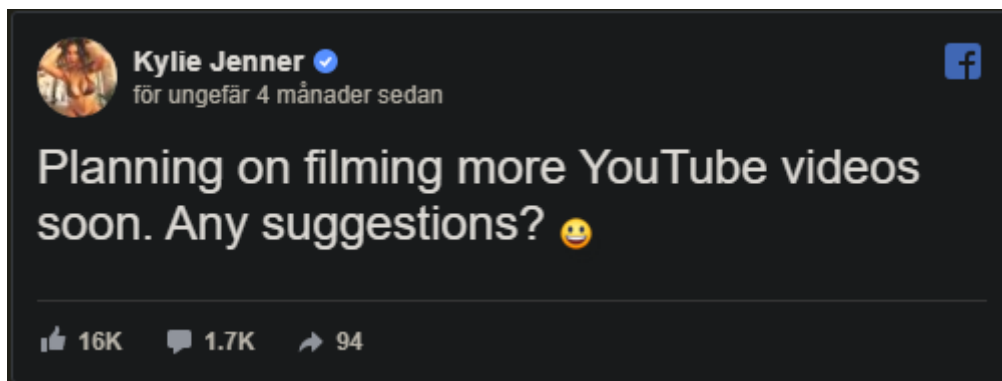 Kylie Jenner
för ungefär 4 månader sedan
Planning on filming more YouTube videos
soon. Any suggestions? 😀
16K 1.7K 94